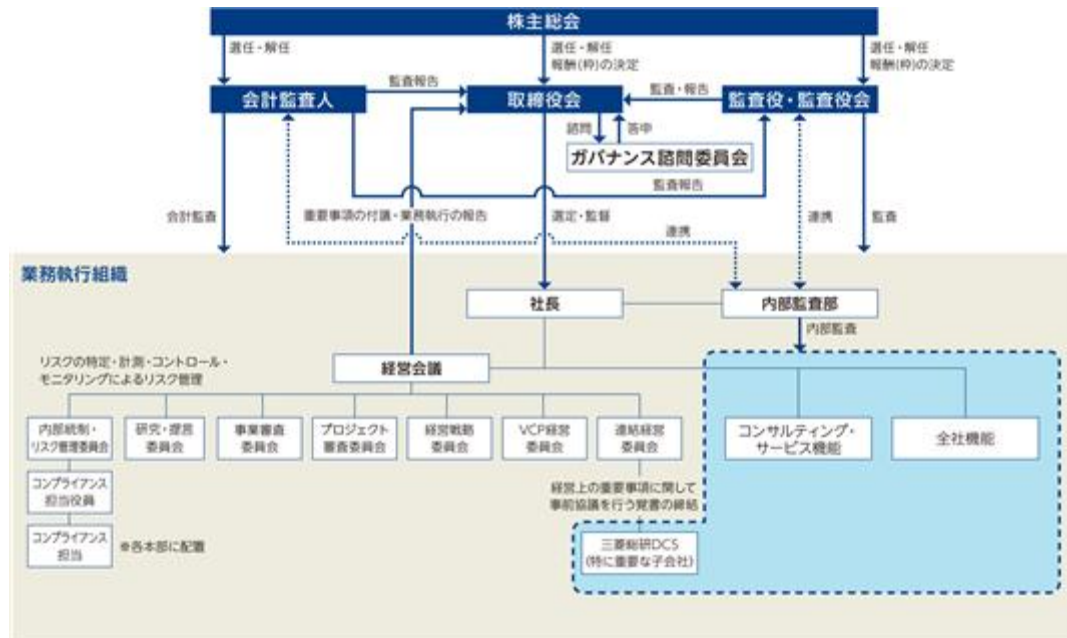 株主総会
選任・解任
選任・解任
報酬(枠)の決定
選任・解任
報酬(枠)の決定
監査報告
監査・報告
会計監査人
取締役会
監査役・監査役会
諮問
答申
ガバナンス諮問委員会
監査報告
会計監査
重要事項の付議・業務執行の報告
選定・監督
連携
連携
監査
業務執行組織
社長
内部監査部
内部監査
リスクの特定・計測・コントロール・
モニタリングによるリスク管理
経営会議
内部統制・
リスク管理委員会
研究・提言
委員会
事業審査
委員会
プロジェクト
審査委員会
経営戦略
委員会
VCP経営
委員会
連結経営
委員会
コンサルティング・
サービス機能
全社機能
コンプライアンス
担当役員
経営上の重要事項に関して
事前協議を行う覚書の締結
コンプライアンス
担当
※各本部に配置
三菱総研DCS
(特に重要な子会社)